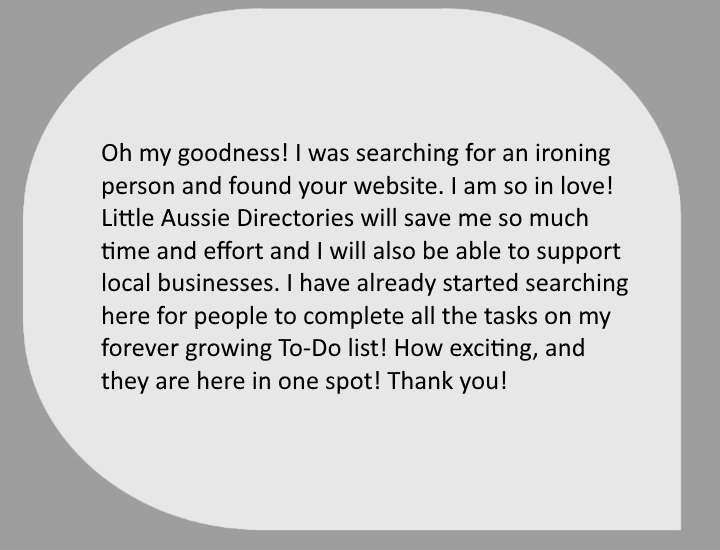 Oh my goodness! I was searching for an ironing
person and found your website. I am so in love!
Little Aussie Directories will save me so much
time and effort and I will also be able to support
local businesses. I have already started searching
here for people to complete all the tasks on my
forever growing To-Do list! How exciting, and
they are here in one spot! Thank you!